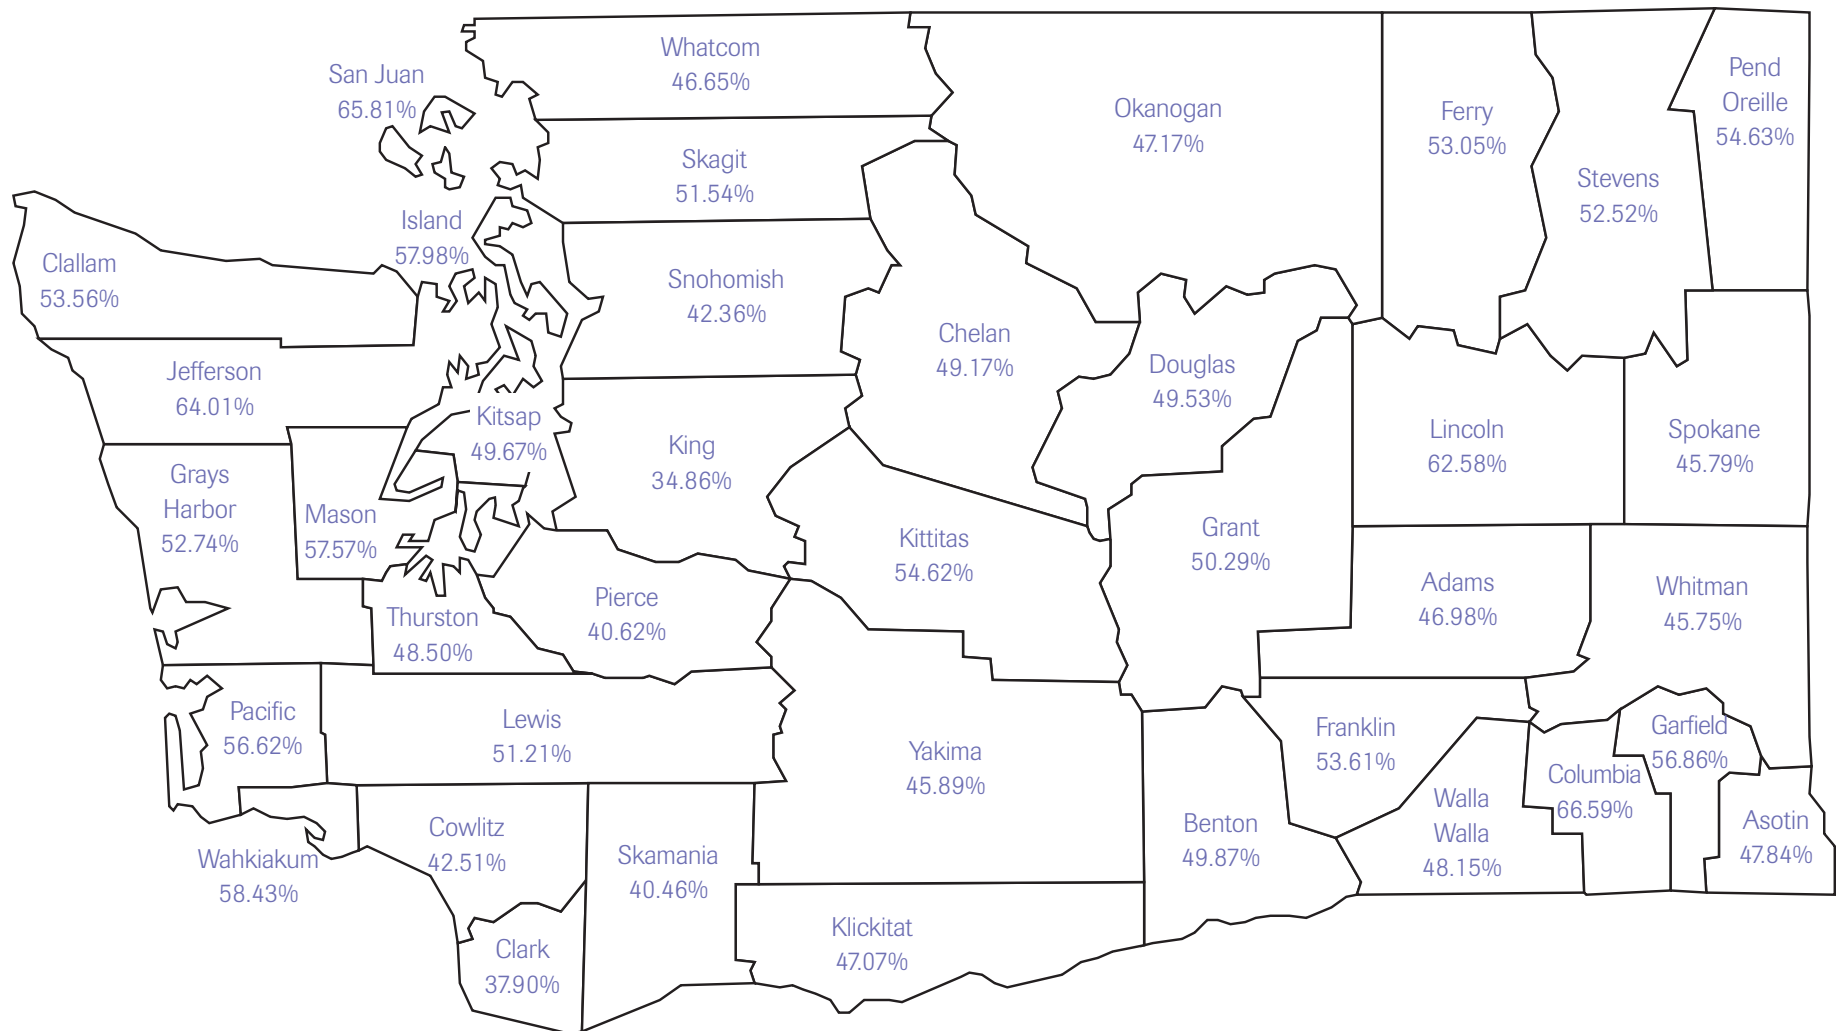 Whatcom
46.65%
San Juan
65.81%
Okanogan
47.17%
Ferry
53.05%
Pend
Oreille
54.63%
Stevens
52.52%
Skagit
51.54%
Island
57.98%
Clallam
53.56%
Snohomish
42.36%
Chelan
49.17%
Douglas
49.53%
Jefferson
64.01%
Kitsap
49.67%
King
34.86%
Lincoln
62.58%
Spokane
45.79%
Grays
Harbor
52.74%
Mason
57.57%
Kittitas
54.62%
Grant
50.29%
Adams
46.98%
Whitman
45.75%
Thurston
48.50%
Pierce
40.62%
Pacific
56.62%
Lewis
51.21%
Yakima
45.89%
Franklin
53.61%
Garfield
56.86%
Columbia
66.59%
Walla
Walla
48.15%
Asotin
47.84%
Benton
49.87%
Wahkiakum
58.43%
Cowlitz
42.51%
Skamania
40.46%
Klickitat
47.07%
Clark
37.90%